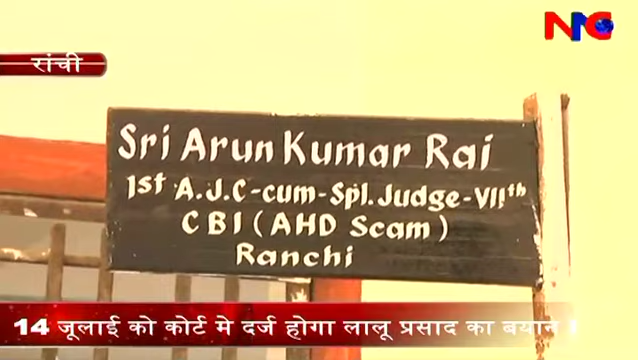 NNC
रांची
Sri Arun Kumar Rai
1st A.J.C-cum-Spl.Judge-VIIth
CBI (AHD Scam)
Ranchi
14 जूलाई को कोर्ट मे दर्ज होगा लालू प्रसाद का बयान